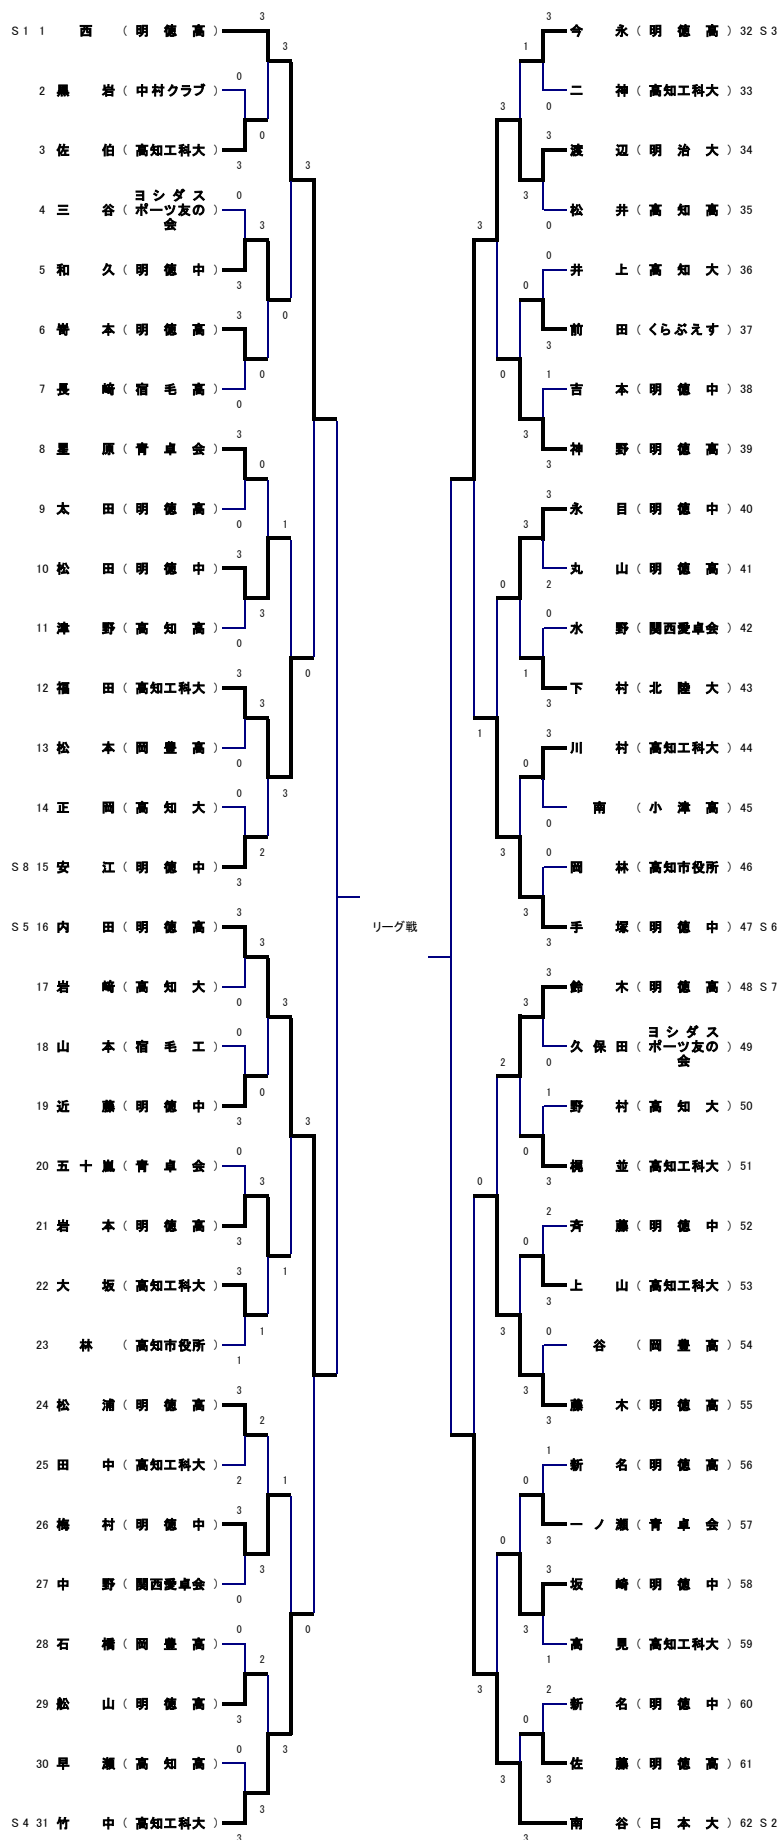 S1 1 西 (明徳高)
2 黒岩 (中村クラブ)
3 佐伯 (高知工科大)
4 三谷 (ヨシダスポーツ友の会)
5 和久 (明徳中)
6 嵜本 (明徳高)
7 長崎 (宿毛高)
8 星原 (青卓会)
9 太田 (明徳高)
10 松田 (明徳中)
11 津野 (高知高)
12 福田 (高知工科大)
13 松本 (岡豊高)
14 正岡 (高知大)
S8 15 安江 (明徳中)
S5 16 内田 (明徳高)
17 岩崎 (高知大)
18 山本 (宿毛工)
19 近藤 (明徳中)
20 五十嵐 (青卓会)
21 岩本 (明徳高)
22 大坂 (高知工科大)
23 林 (高知市役所)
24 松浦 (明徳高)
25 田中 (高知工科大)
26 梅村 (明徳中)
27 中野 (関西愛卓会)
28 石橋 (岡豊高)
29 舩山 (明徳高)
30 早瀬 (高知高)
S4 31 竹中 (高知工科大)
リーグ戦
今永 (明徳高) 32 S3
二神 (高知工科大) 33
渡辺 (明治大) 34
松井 (高知高) 35
井上 (高知大) 36
前田 (くらぶえす) 37
吉本 (明徳中) 38
神野 (明徳高) 39
永目 (明徳中) 40
丸山 (明徳高) 41
水野 (関西愛卓会) 42
下村 (北陸大) 43
川村 (高知工科大) 44
南 (小津高) 45
岡林 (高知市役所) 46
手塚 (明徳中) 47 S6
鈴木 (明徳高) 48 S7
久保田 (ヨシダスポーツ友の会) 49
野村 (高知大) 50
梶並 (高知工科大) 51
斉藤 (明徳中) 52
上山 (高知工科大) 53
谷 (岡豊高) 54
藤木 (明徳高) 55
新名 (明徳高) 56
一ノ瀬 (青卓会) 57
坂崎 (明徳中) 58
高見 (高知工科大) 59
新名 (明徳中) 60
佐藤 (明徳高) 61
南谷 (日本大) 62 S2